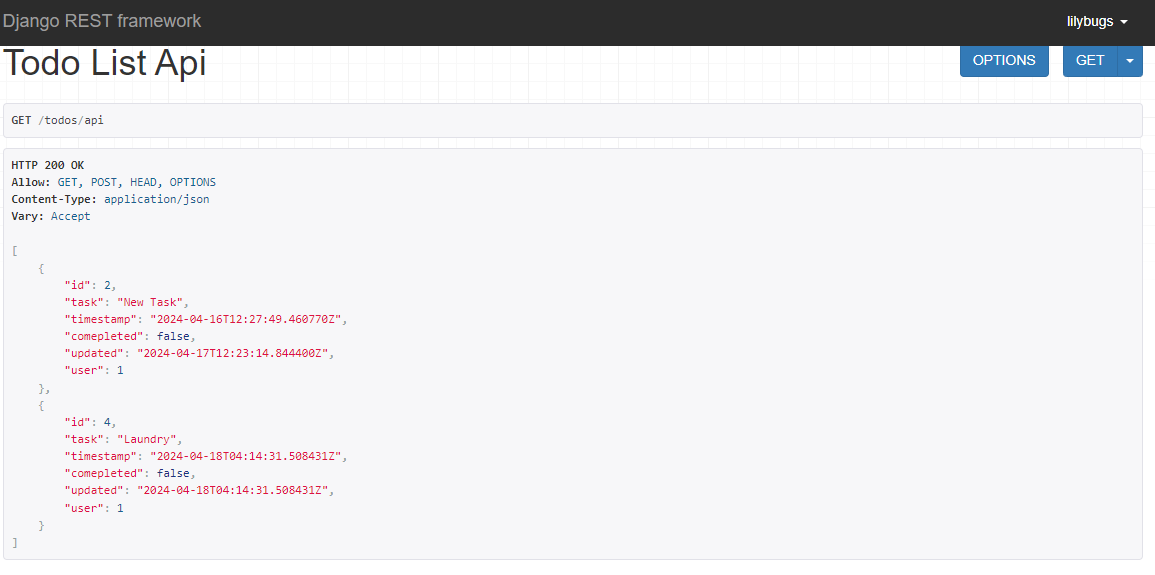 Django REST framework
lilybugs
Todo List Api
OPTIONS
GET
GET /todos/api
HTTP 200 OK
Allow: GET, POST, HEAD, OPTIONS
Content-Type: application/json
Vary: Accept
[
    {
        "id": 2,
        "task": "New Task",
        "timestamp": "2024-04-16T12:27:49.460770Z",
        "comepleted": false,
        "updated": "2024-04-17T12:23:14.844400Z",
        "user": 1
    },
    {
        "id": 4,
        "task": "Laundry",
        "timestamp": "2024-04-18T04:14:31.508431Z",
        "comepleted": false,
        "updated": "2024-04-18T04:14:31.508431Z",
        "user": 1
    }
]